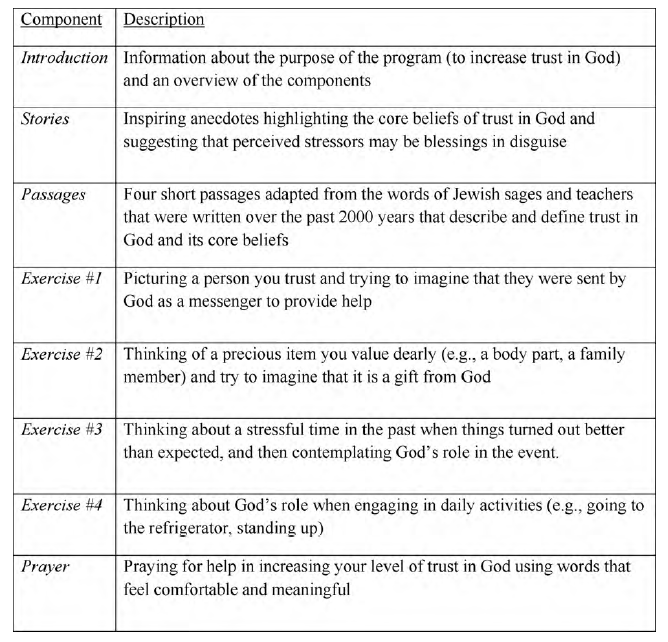 Component Description
Introduction Information about the purpose of the program (to increase trust in God)
and an overview of the components
Stories Inspiring anecdotes highlighting the core beliefs of trust in God and
suggesting that perceived stressors may be blessings in disguise
Passages Four short passages adapted from the words of Jewish sages and teachers
that were written over the past 2000 years that describe and define trust in
God and its core beliefs
Exercise #1 Picturing a person you trust and trying to imagine that they were sent by
God as a messenger to provide help
Exercise #2 Thinking of a precious item you value dearly (e.g., a body part, a family
member) and try to imagine that it is a gift from God
Exercise #3 Thinking about a stressful time in the past when things turned out better
than expected, and then contemplating God's role in the event.
Exercise #4 Thinking about God's role when engaging in daily activities (e.g., going to
the refrigerator, standing up)
Prayer Praying for help in increasing your level of trust in God using words that
feel comfortable and meaningful